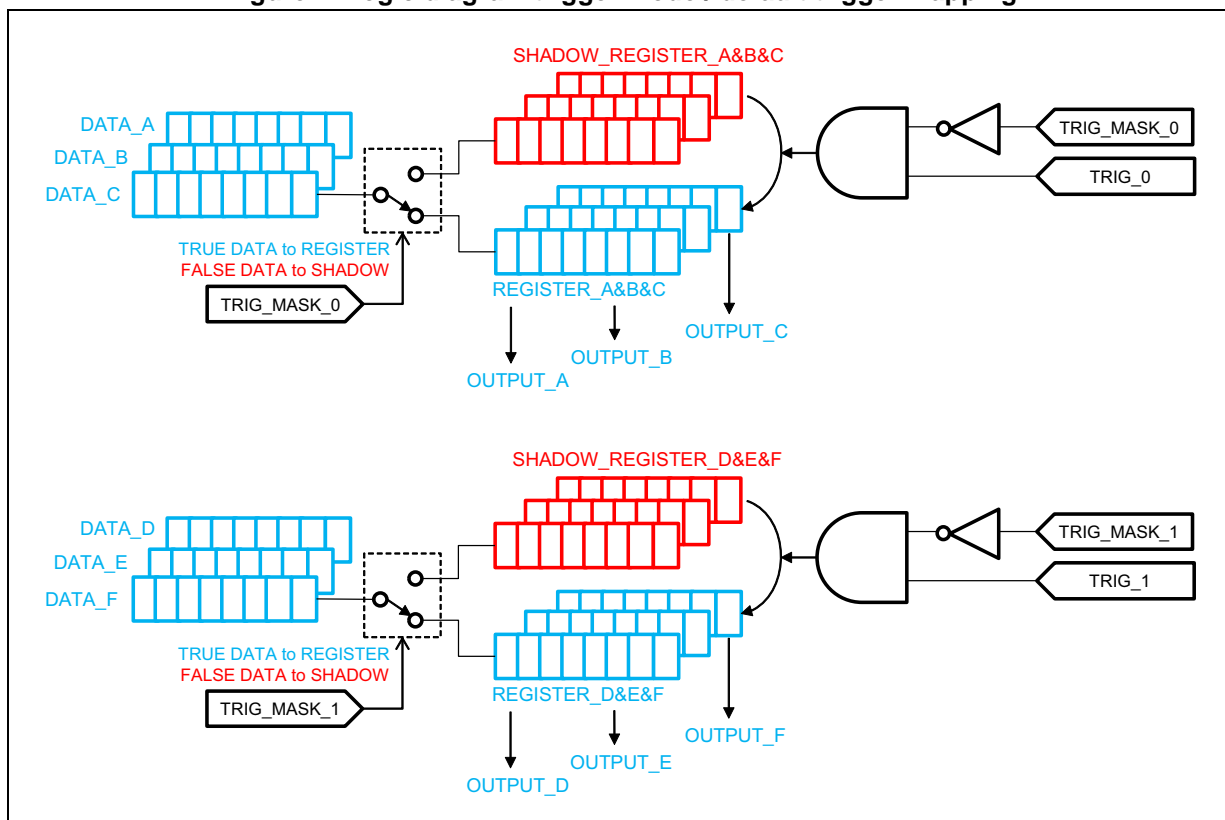 SHADOW_REGISTER_A&B&C
DATA_A
DATA_B
DATA_C
TRIG_MASK_0
TRIG_0
TRUE DATA to REGISTER
FALSE DATA to SHADOW
TRIG_MASK_0
REGISTER_A&B&C
OUTPUT_C
OUTPUT_B
OUTPUT_A
SHADOW_REGISTER_D&E&F
DATA_D
DATA_E
DATA_F
TRIG_MASK_1
TRIG_1
TRUE DATA to REGISTER
FALSE DATA to SHADOW
TRIG_MASK_1
REGISTER_D&E&F
OUTPUT_F
OUTPUT_E
OUTPUT_D